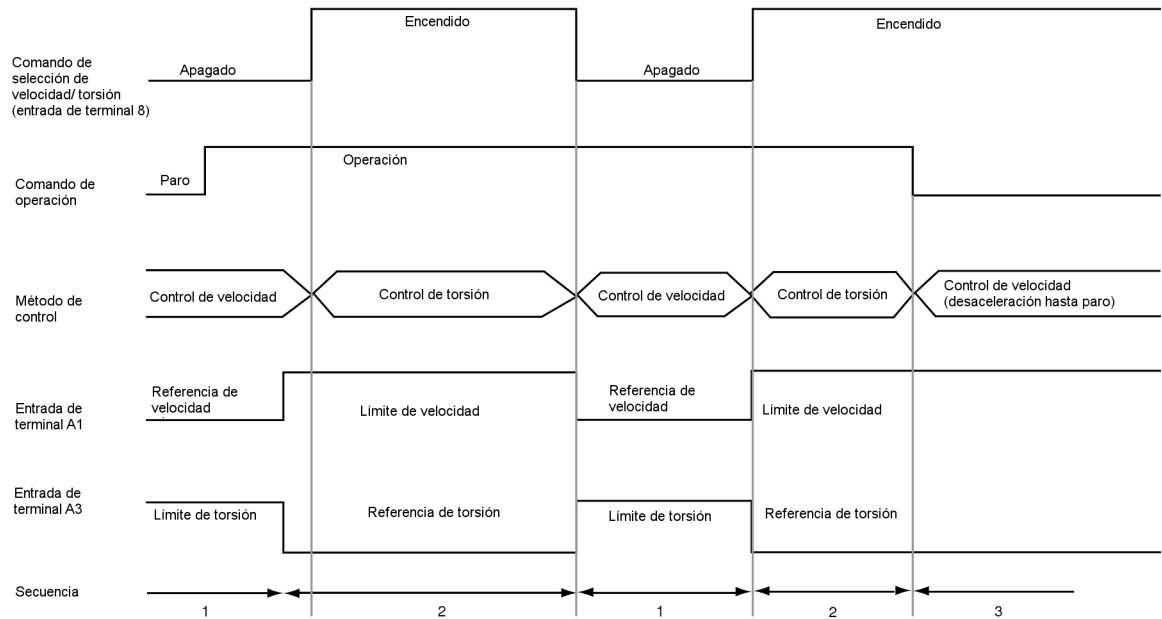 Comando de
selección de
velocidad/ torsión
(entrada de terminal 8)
Apagado
Encendido
Apagado
Encendido
Comando de
operación
Paro
Operación
Método de
control
Control de velocidad
Control de torsión
Control de velocidad
Control de torsión
Control de velocidad
(desaceleración hasta paro)
Entrada de
terminal A1
Referencia de
velocidad
Límite de velocidad
Referencia de
velocidad
Límite de velocidad
Entrada de
terminal A3
Límite de torsión
Referencia de torsión
Límite de torsión
Referencia de torsión
Secuencia
1
2
1
2
3